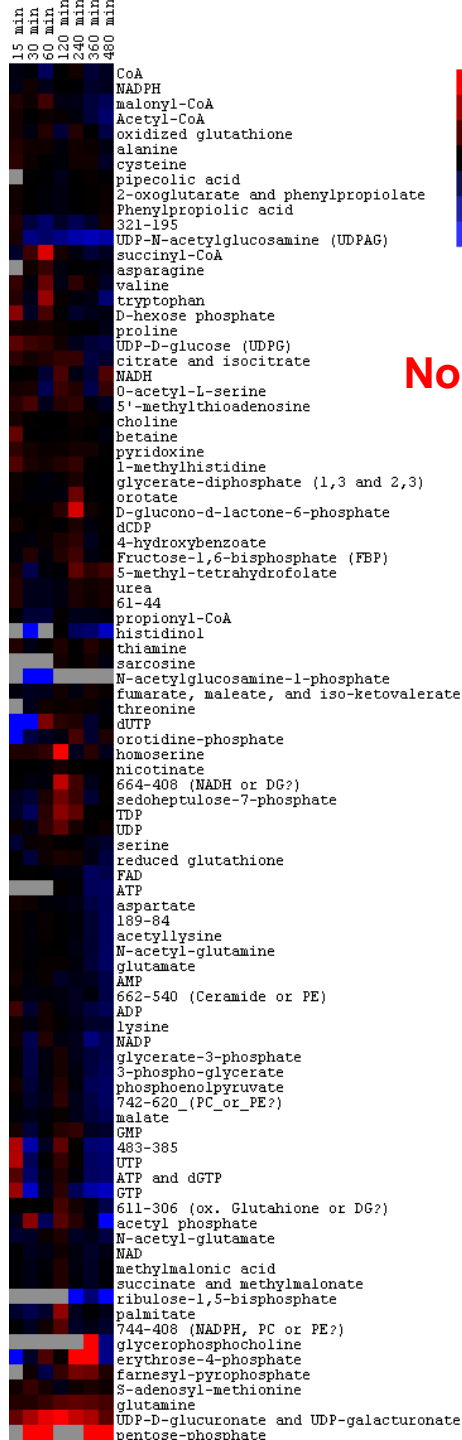 15 min
30 min
60 min
120 min
240 min
360 min
480 min
CoA
NADPH
malonyl-CoA
Acetyl-CoA
oxidized glutathione
alanine
cysteine
pipecolic acid
2-oxoglutarate and phenylpropiolate
Phenylpropiolic acid
321-195
UDP-N-acetylglucosamine (UDPAG)
succinyl-CoA
asparagine
valine
tryptophan
D-hexose phosphate
proline
UDP-D-glucose (UDPG)
citrate and isocitrate
NADH
No
O-acetyl-L-serine
5'-methylthioadenosine
choline
betaine
pyridoxine
1-methylhistidine
glycerate-diphosphate (1,3 and 2,3)
orotate
D-glucono-d-lactone-6-phosphate
dCDP
4-hydroxybenzoate
Fructose-1,6-bisphosphate (FBP)
5-methyl-tetrahydrofolate
urea
61-44
propionyl-CoA
histidinol
thiamine
sarcosine
N-acetylglucosamine-1-phosphate
fumarate, maleate, and iso-ketovalerate
threonine
dUTP
orotidine-phosphate
homoserine
nicotinate
664-408 (NADH or DG?)
sedoheptulose-7-phosphate
TDP
UDP
serine
reduced glutathione
FAD
ATP
aspartate
189-84
acetyllysine
N-acetyl-glutamine
glutamate
AMP
662-540 (Ceramide or PE)
ADP
lysine
NADP
glycerate-3-phosphate
3-phospho-glycerate
phosphoenolpyruvate
742-620_(PC_or_PE?)
malate
GMP
483-385
UTP
ATP and dGTP
GTP
611-306 (ox. Glutahione or DG?)
acetyl phosphate
N-acetyl-glutamate
NAD
methylmalonic acid
succinate and methylmalonate
ribulose-1,5-bisphosphate
palmitate
744-408 (NADPH, PC or PE?)
glycerophosphocholine
erythrose-4-phosphate
farnesyl-pyrophosphate
S-adenosyl-methionine
glutamine
UDP-D-glucuronate and UDP-galacturonate
pentose-phosphate